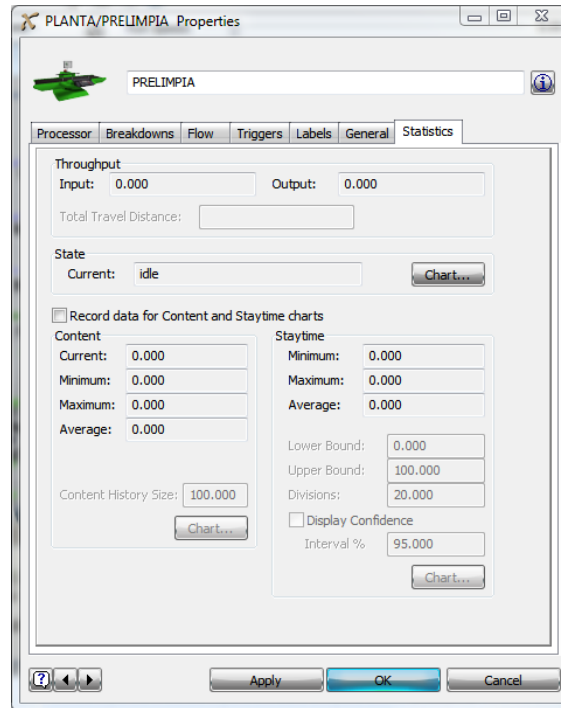 PLANTA/PRELIMPIA Properties
PRELIMPIA
Processor Breakdowns Flow Triggers Labels General Statistics
Throughput
Input: 0.000 Output: 0.000
Total Travel Distance:
State
Current: idle Chart...
Record data for Content and Staytime charts
Content
Current: 0.000
Minimum: 0.000
Maximum: 0.000
Average: 0.000
Content History Size: 100.000
Chart...
Staytime
Minimum: 0.000
Maximum: 0.000
Average: 0.000
Lower Bound: 0.000
Upper Bound: 100.000
Divisions: 20.000
Display Confidence
Interval % 95.000
Chart...
Apply OK Cancel